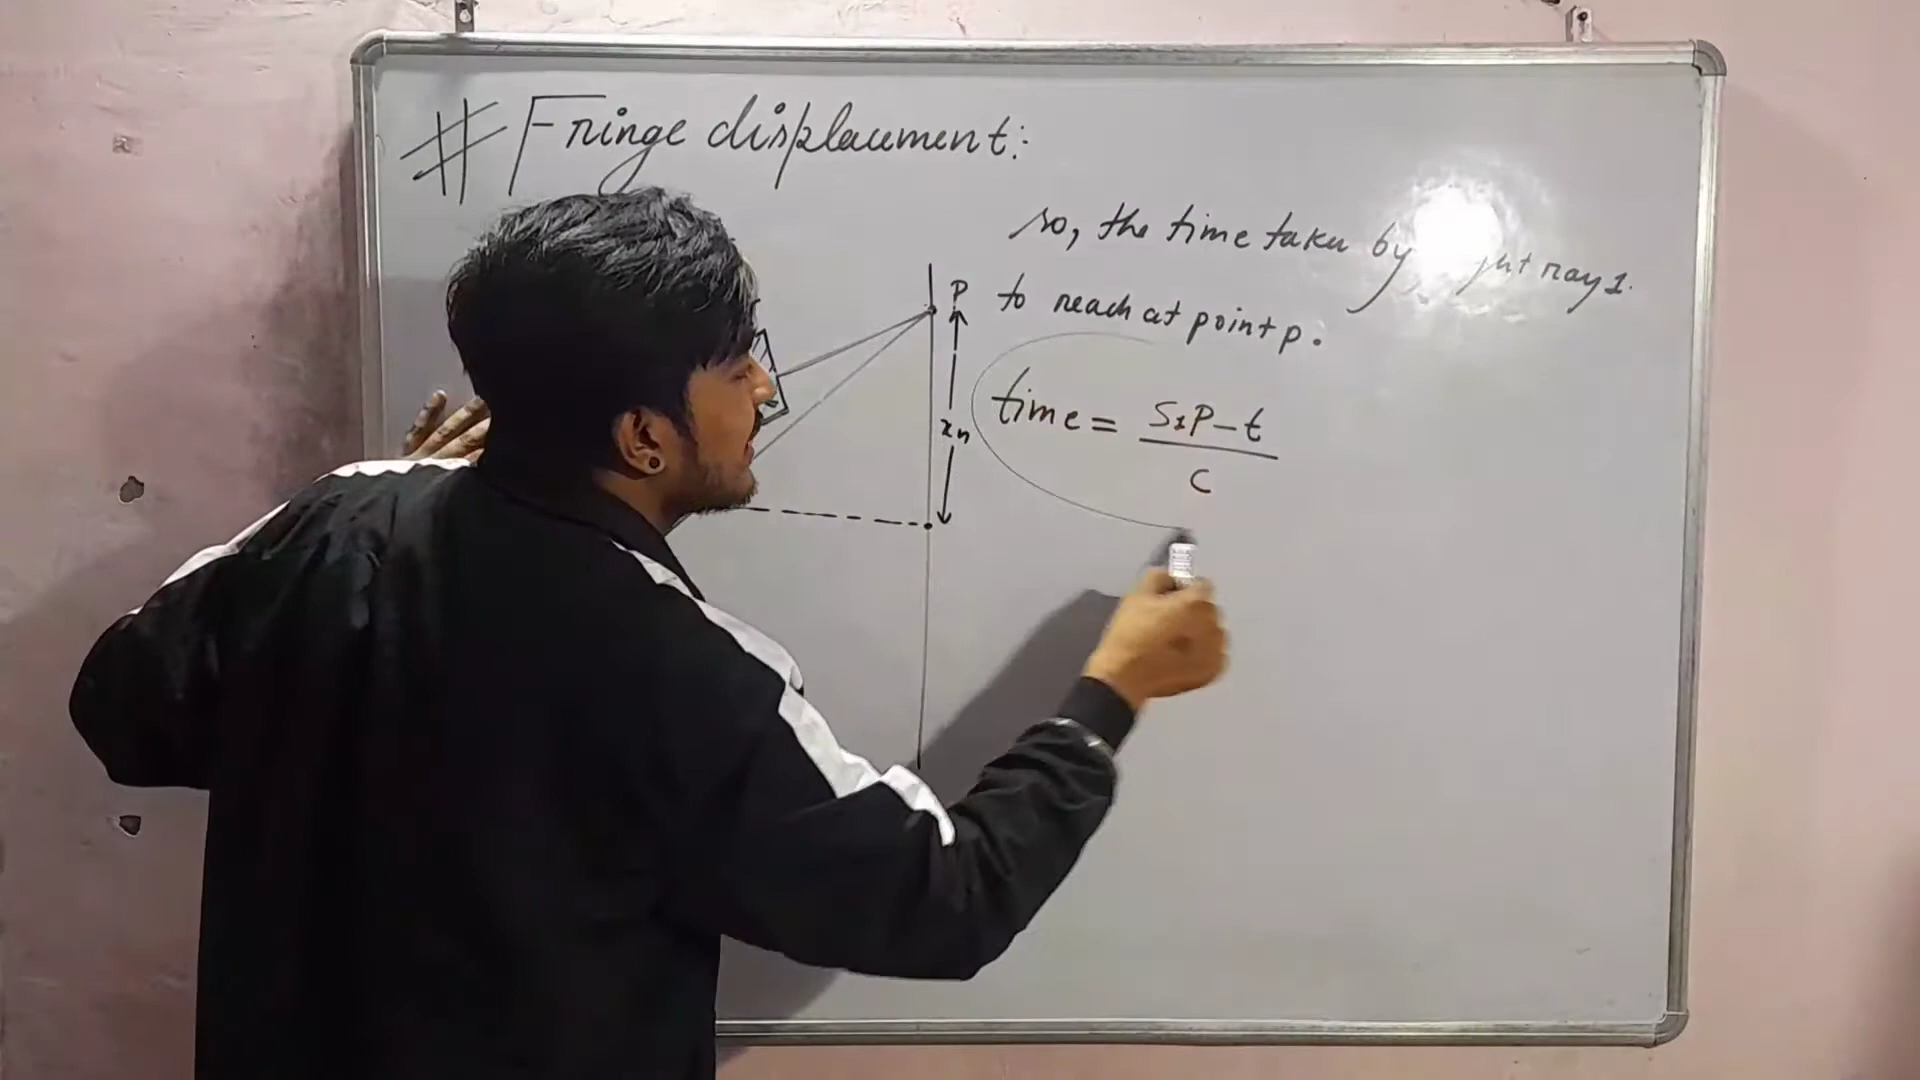 # Fringe displacement:
so, the time taken by ray 1.
P to reach at point p.
time = S₁P – t
C
xn